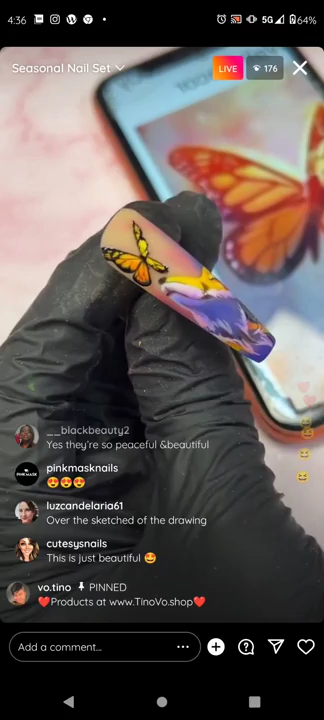 4:36
5G 64%
Seasonal Nail Set
LIVE
176
__blackbeauty2
Yes they're so peaceful &beautiful
pinkmasknails
😍😍😍
luzcandelaria61
Over the sketched of the drawing
cutesysnails
This is just beautiful 🤩
vo.tino 📌 PINNED
❤️Products at www.TinoVo.shop❤️
Add a comment...